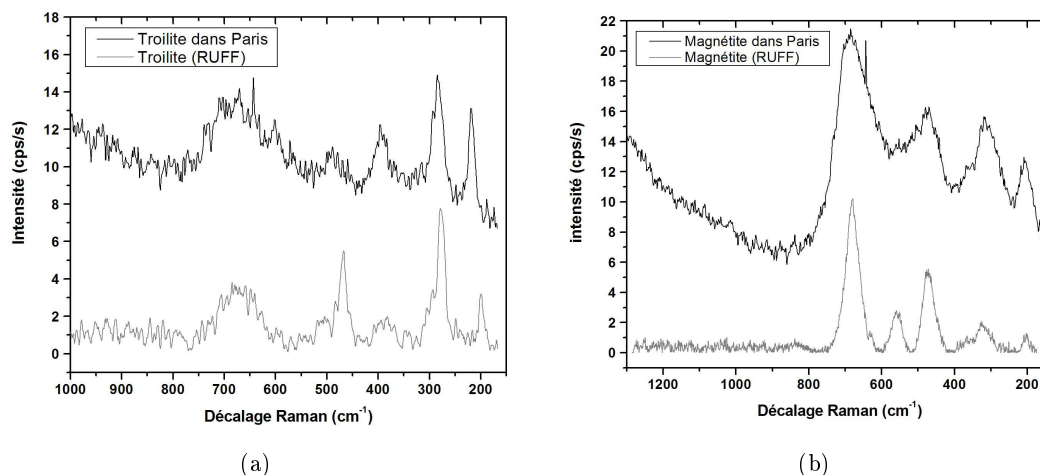 Troilite dans Paris
Troilite (RUFF)
Intensité (cps/s)
18
16
14
12
10
8
6
4
2
0
1000 900 800 700 600 500 400 300 200
Décalage Raman (cm-1)
(a)
Magnétite dans Paris
Magnétite (RUFF)
intensité (cps/s)
22
20
18
16
14
12
10
8
6
4
2
0
1200 1000 800 600 400 200
Décalage Raman (cm-1)
(b)